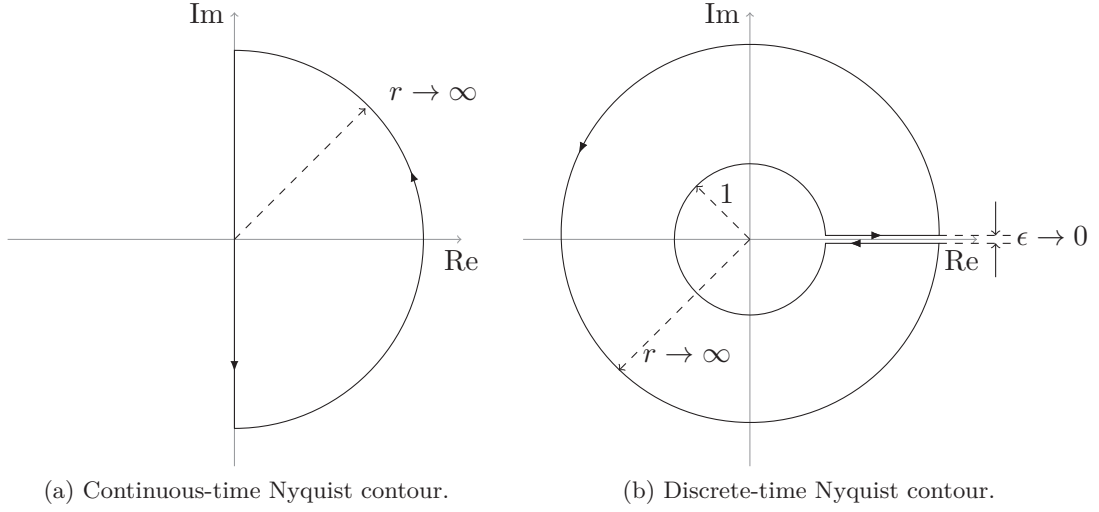 Im
r → ∞
Re
(a) Continuous-time Nyquist contour.
Im
1
ϵ → 0
Re
r → ∞
(b) Discrete-time Nyquist contour.